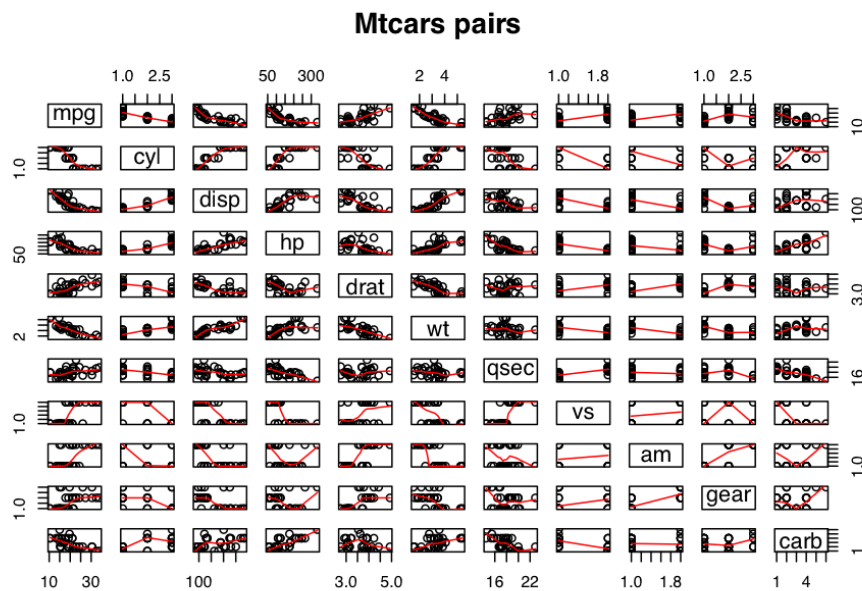 Mtcars pairs
1.0 2.5 50 300 2 4 1.0 1.8 1.0 2.5
mpg 10
1.0 cyl
disp 100
50 hp
drat 3.0
2 wt
qsec 16
1.0 vs
am 1.0
1.0 gear
carb 1
10 30 100 3.0 5.0 16 22 1.0 1.8 1 4